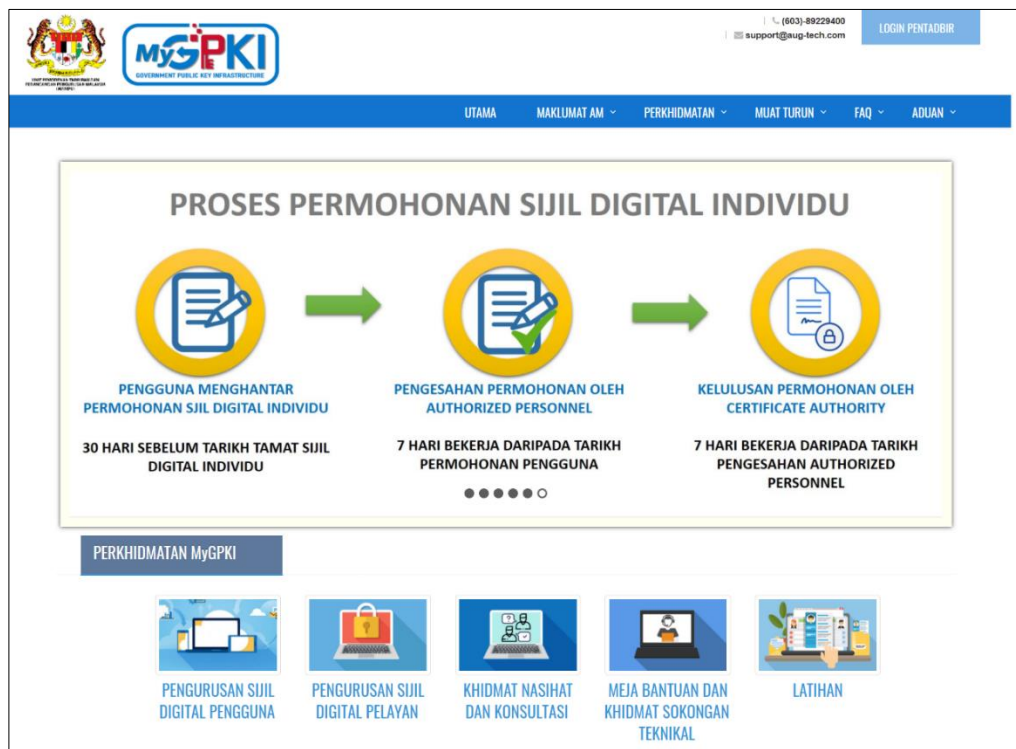 (603)-89229400
support@aug-tech.com
LOGIN PENTADBIR
MyGPKI
GOVERNMENT PUBLIC KEY INFRASTRUCTURE
UTAMA MAKLUMAT AM PERKHIDMATAN MUAT TURUN FAQ ADUAN
PROSES PERMOHONAN SIJIL DIGITAL INDIVIDU
PENGGUNA MENGHANTAR
PERMOHONAN SJIL DIGITAL INDIVIDU
30 HARI SEBELUM TARIKH TAMAT SIJIL
DIGITAL INDIVIDU
PENGESAHAN PERMOHONAN OLEH
AUTHORIZED PERSONNEL
7 HARI BEKERJA DARIPADA TARIKH
PERMOHONAN PENGGUNA
KELULUSAN PERMOHONAN OLEH
CERTIFICATE AUTHORITY
7 HARI BEKERJA DARIPADA TARIKH
PENGESAHAN AUTHORIZED
PERSONNEL
PERKHIDMATAN MyGPKI
PENGURUSAN SIJIL
DIGITAL PENGGUNA
PENGURUSAN SIJIL
DIGITAL PELAYAN
KHIDMAT NASIHAT
DAN KONSULTASI
MEJA BANTUAN DAN
KHIDMAT SOKONGAN
TEKNIKAL
LATIHAN